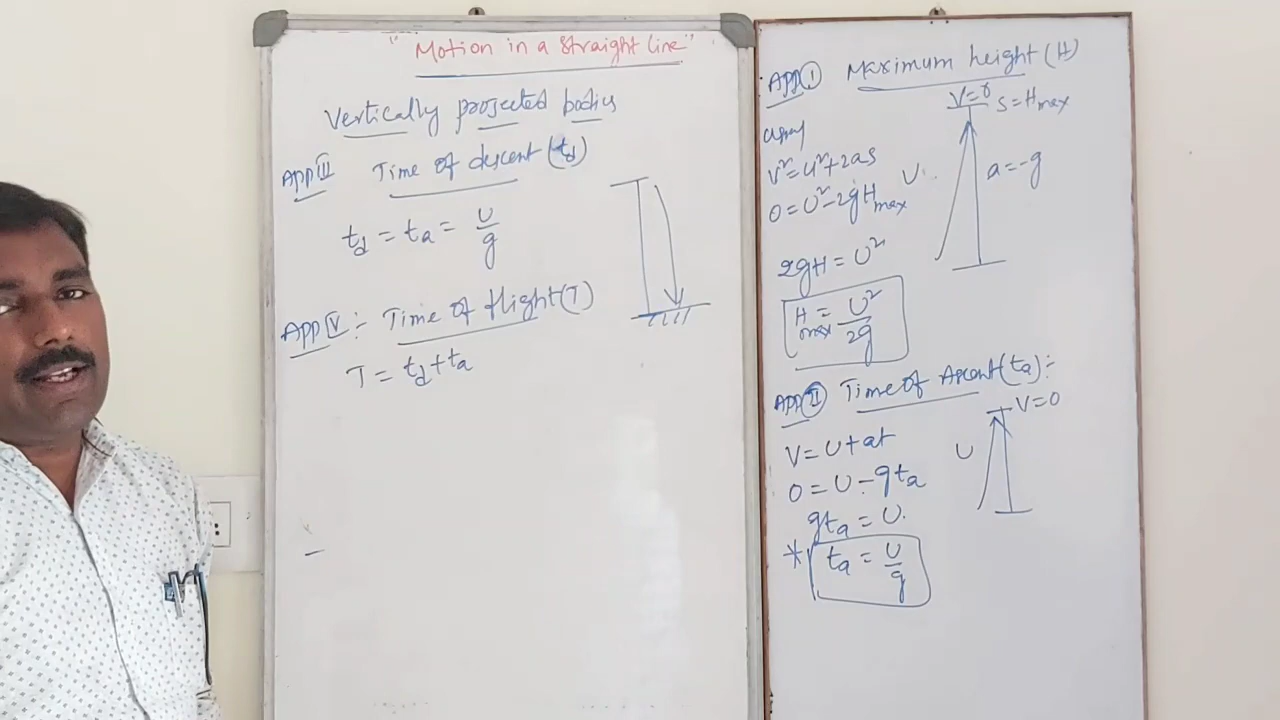 "Motion in a straight line"
Vertically projected bodies
APP III Time of descent (td)
td = ta = U/g
APP IV :- Time of flight (T)
T = td + ta
APP I Maximum height (H)
V=0
S = Hmax
V² = U² + 2as
U
a = -g
0 = U² - 2gHmax
2gH = U²
Hmax = U²/2g
APP II Time of Ascent (ta) :-
V=0
V = U + at
U
0 = U - gta
gta = U.
* ta = U/g